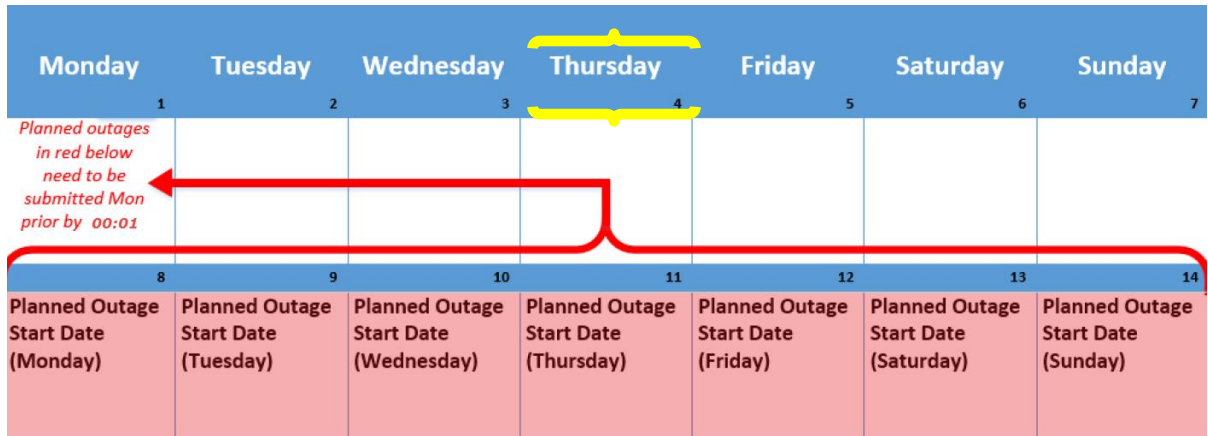 Monday Tuesday Wednesday Thursday Friday Saturday Sunday
1 2 3 4 5 6 7
Planned outages
in red below
need to be
submitted Mon
prior by 00:01
8 9 10 11 12 13 14
Planned Outage Planned Outage Planned Outage Planned Outage Planned Outage Planned Outage Planned Outage
Start Date Start Date Start Date Start Date Start Date Start Date Start Date
(Monday) (Tuesday) (Wednesday) (Thursday) (Friday) (Saturday) (Sunday)